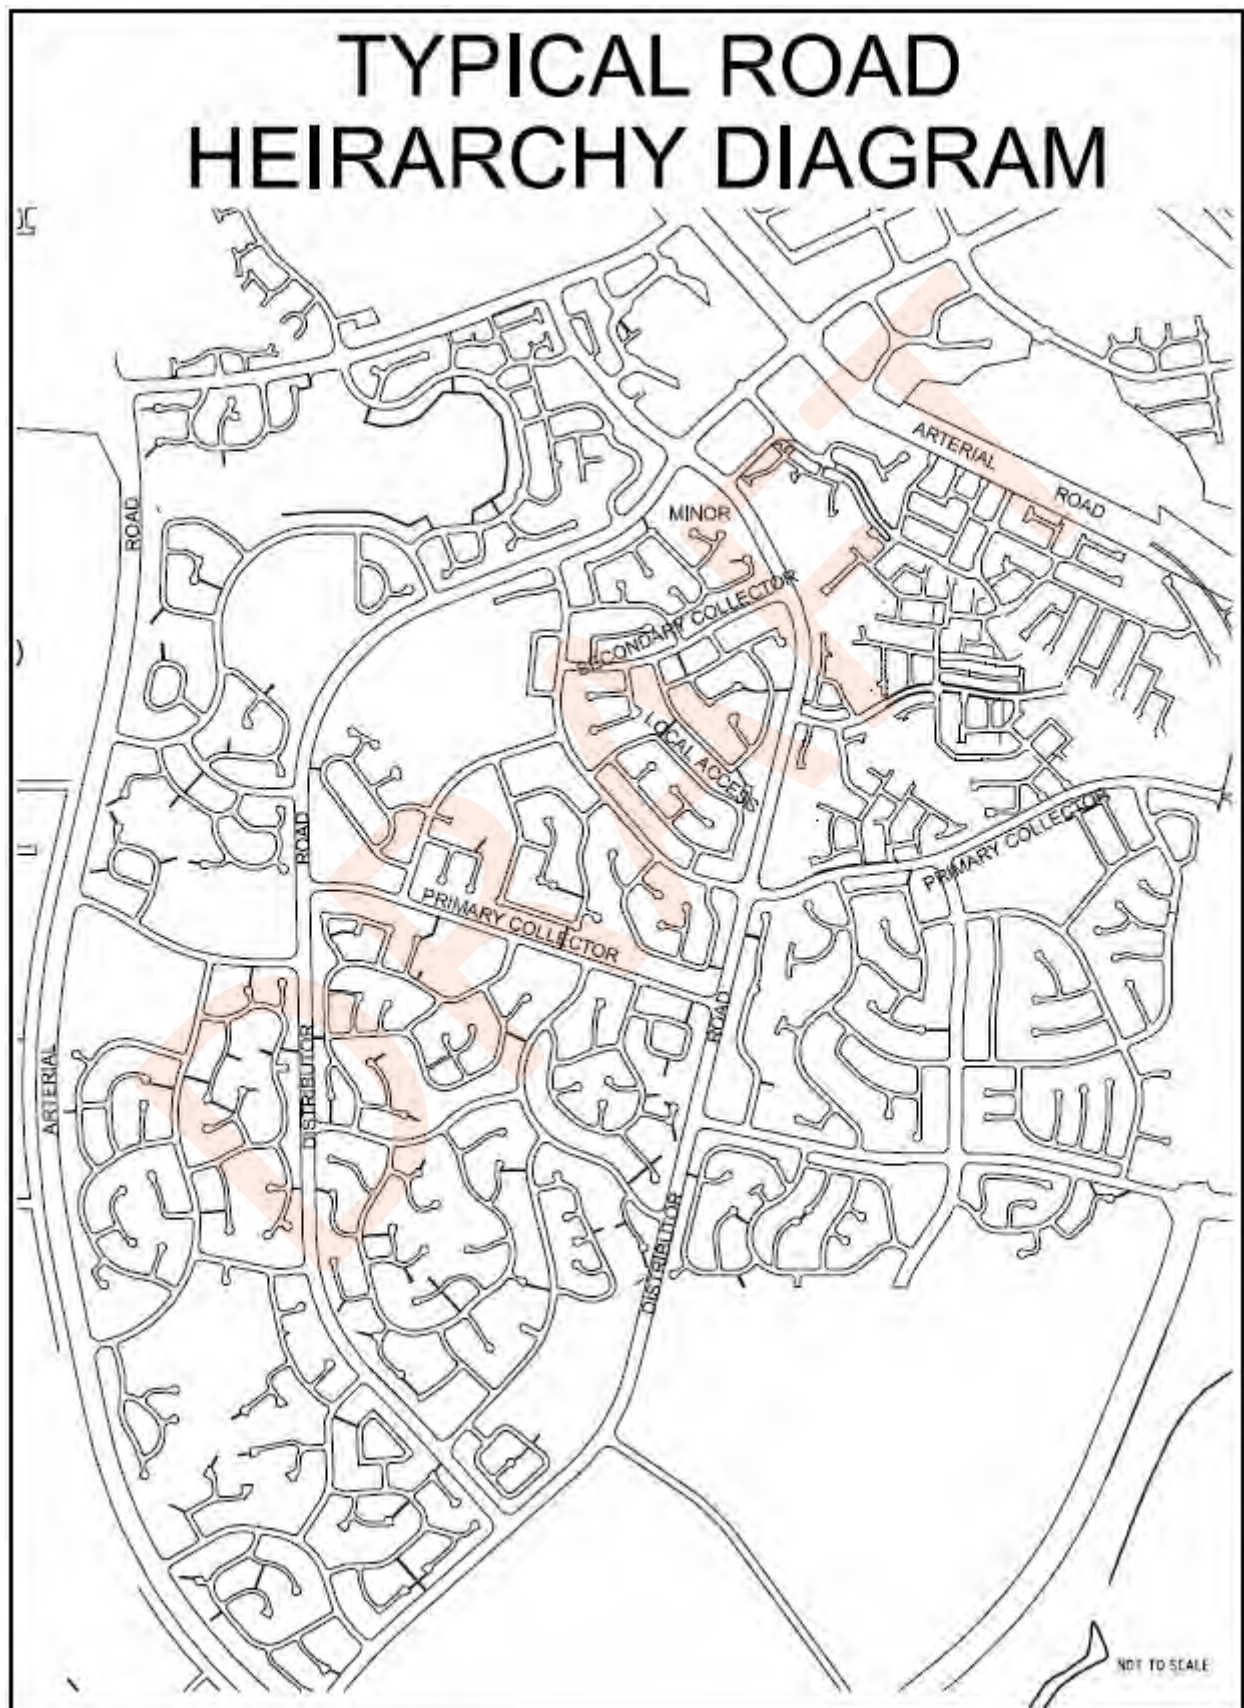 TYPICAL ROAD
HEIRARCHY DIAGRAM
ARTERIAL ROAD
ROAD
MINOR
SECONDARY COLLECTOR
LOCAL ACCESS
ROAD
PRIMARY COLLECTOR
PRIMARY COLLECTOR
ROAD
ARTERIAL
DISTRIBUTOR
DISTRIBUTOR
NOT TO SCALE
DRAFT